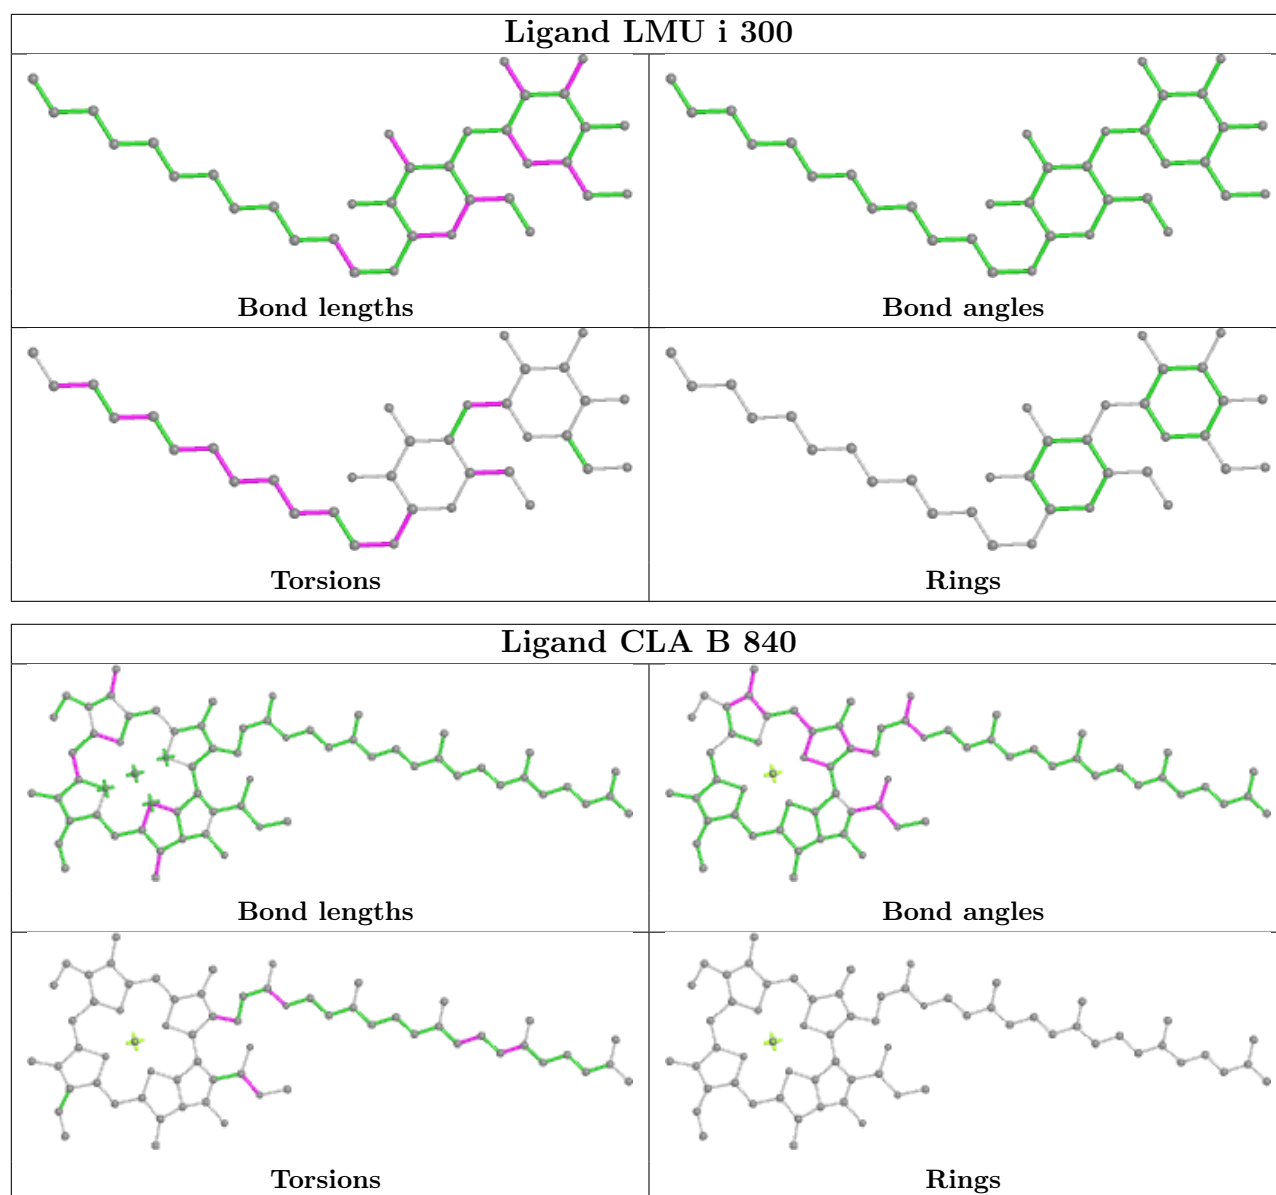 Ligand LMU i 300
Bond lengths
Bond angles
Torsions
Rings
Ligand CLA B 840
Bond lengths
Bond angles
Torsions
Rings